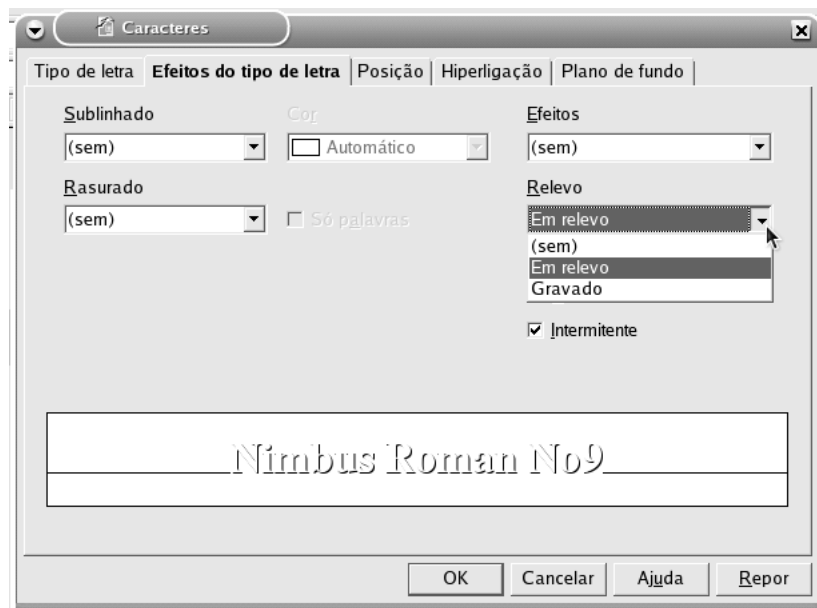 Caracteres
Tipo de letra Efeitos do tipo de letra Posição Hiperligação Plano de fundo
Sublinhado Cor Efeitos
(sem) Automático (sem)
Rasurado Relevo
(sem) Só palavras Em relevo
(sem)
Em relevo
Gravado
Intermitente
Nimbus Roman No9
OK Cancelar Ajuda Repor